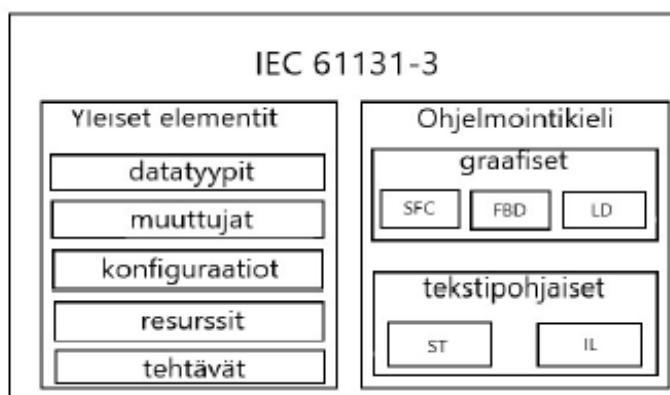 IEC 61131-3
Yleiset elementit
datatyypit
muuttujat
konfiguraatiot
resurssit
tehtävät
Ohjelmointikieli
graafiset
SFC FBD LD
tekstipohjaiset
ST IL